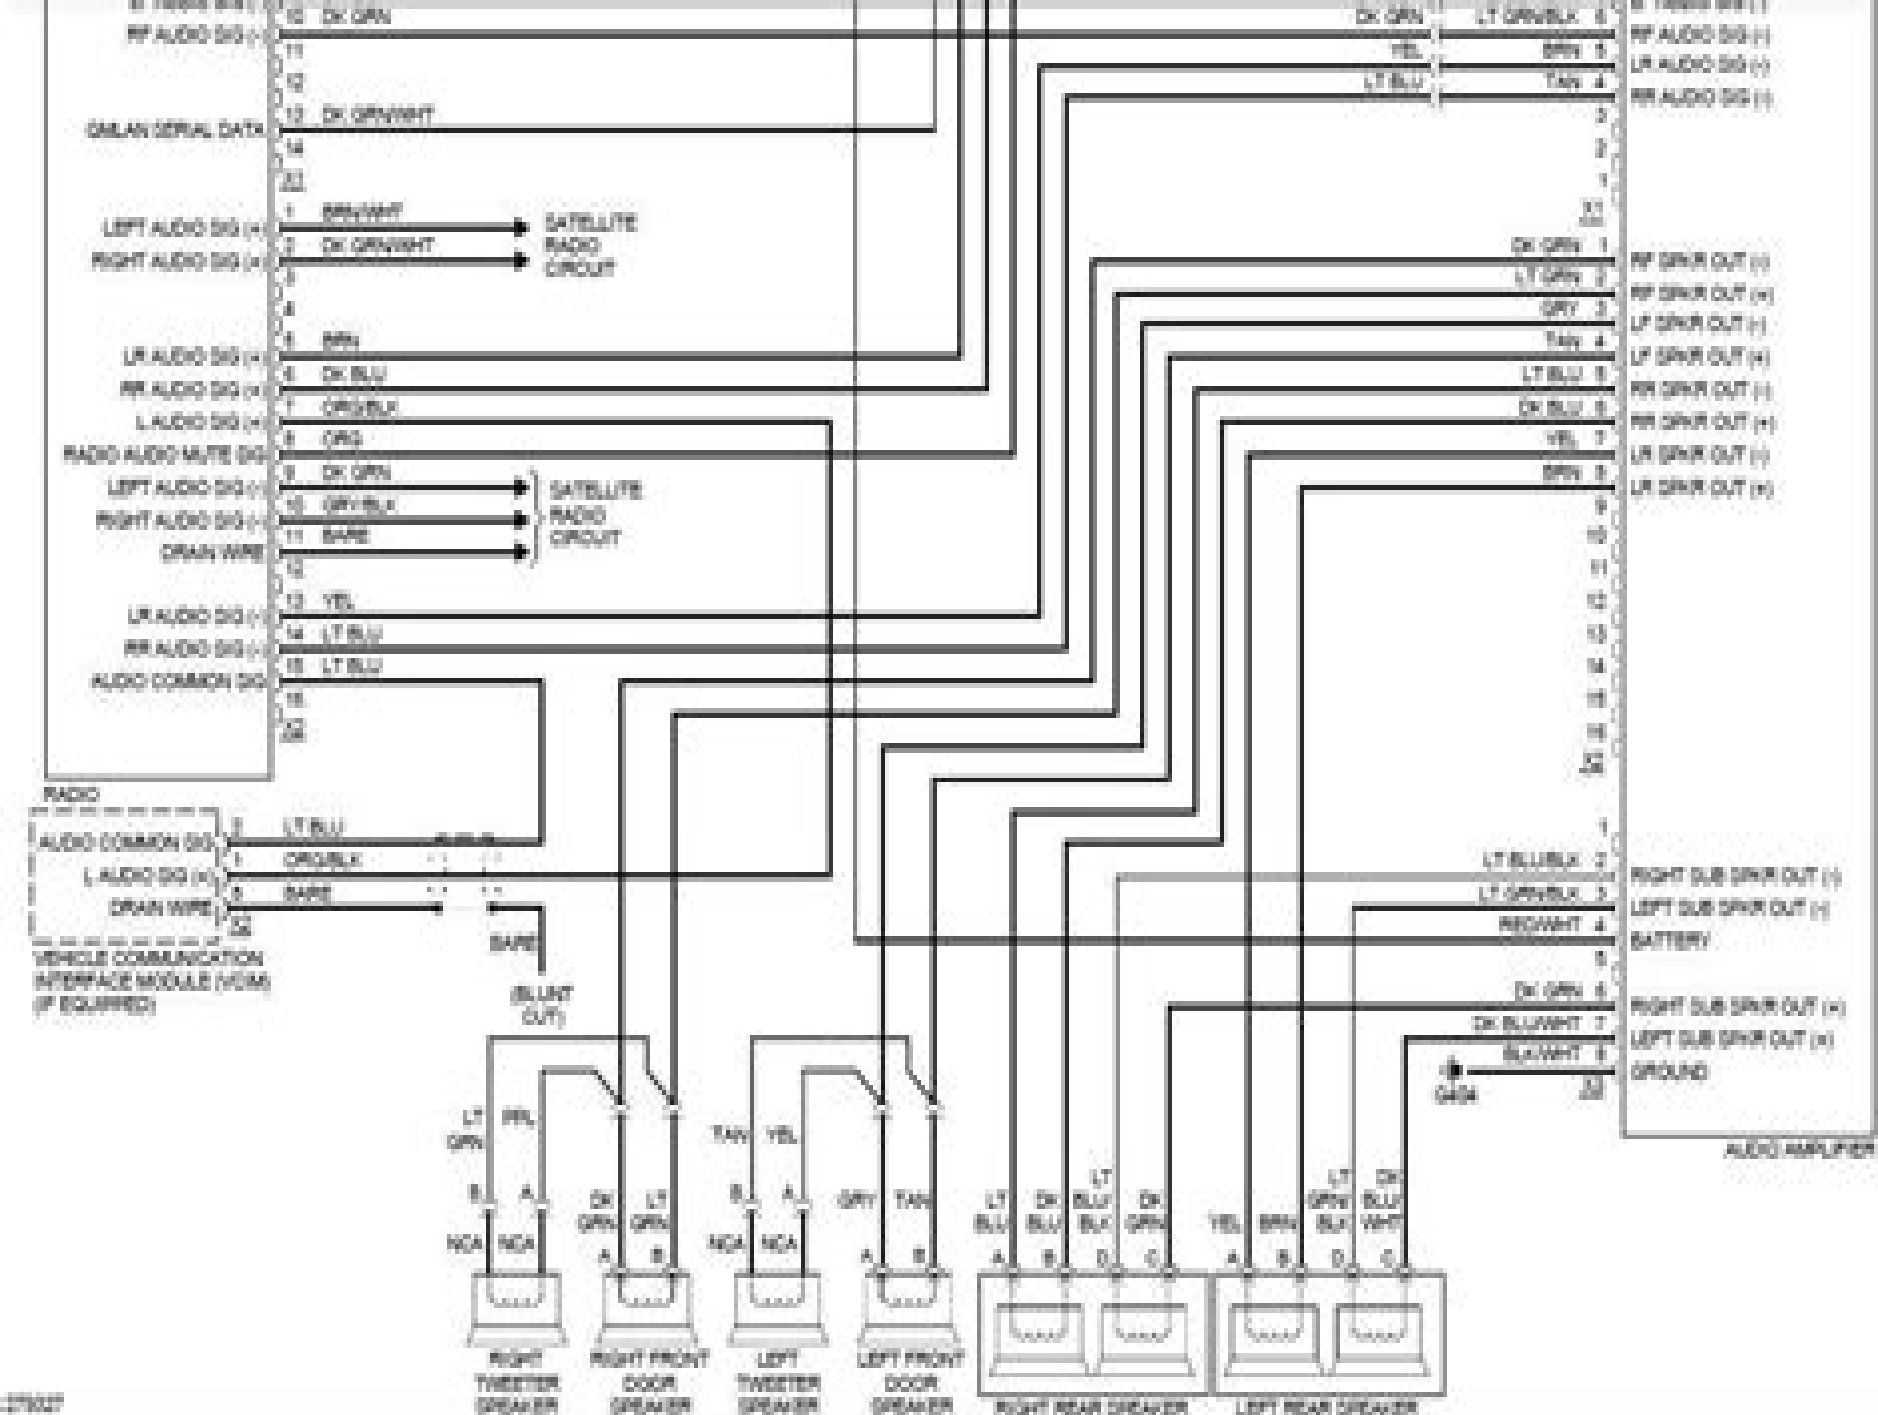 10 DK GRN
RF AUDIO SIG (-)
11
12
13 DK GRN/WHT
GMLAN SERIAL DATA
14
1 BRN/WHT
LEFT AUDIO SIG (+)
2 DK GRN/WHT
RIGHT AUDIO SIG (+)
3
SATELLITE
RADIO
CIRCUIT
4
5 BRN
LR AUDIO SIG (+)
6 DK BLU
RR AUDIO SIG (+)
7 ORG/BLK
L AUDIO SIG (+)
8 ORG
RADIO AUDIO MUTE SIG
9 DK GRN
LEFT AUDIO SIG (-)
10 GRY/BLK
RIGHT AUDIO SIG (-)
11 BARE
DRAIN WIRE
12
SATELLITE
RADIO
CIRCUIT
13 YEL
LR AUDIO SIG (-)
14 LT BLU
RR AUDIO SIG (-)
15 LT BLU
AUDIO COMMON SIG
16
RADIO
LT BLU
AUDIO COMMON SIG
1 ORG/BLK
L AUDIO SIG (+)
BARE
DRAIN WIRE
VEHICLE COMMUNICATION
INTERFACE MODULE (VCIM)
(IF EQUIPPED)
BARE
(BLUNT
CUT)
DK GRN LT GRN/BLK 6
RF AUDIO SIG (-)
YEL BRN 5
LR AUDIO SIG (-)
LT BLU TAN 4
RR AUDIO SIG (-)
3
2
1
X1
DK GRN 1
RF SPKR OUT (-)
LT GRN 2
RF SPKR OUT (+)
GRY 3
LF SPKR OUT (-)
TAN 4
LF SPKR OUT (+)
LT BLU 5
RR SPKR OUT (-)
DK BLU 6
RR SPKR OUT (+)
YEL 7
LR SPKR OUT (-)
BRN 8
LR SPKR OUT (+)
9
10
11
12
13
14
15
16
X2
1
LT BLU/BLK 2
RIGHT SUB SPKR OUT (-)
LT GRN/BLK 3
LEFT SUB SPKR OUT (-)
RED/WHT 4
BATTERY
5
DK GRN 6
RIGHT SUB SPKR OUT (+)
DK BLU/WHT 7
LEFT SUB SPKR OUT (+)
BLK/WHT 8
GROUND
G404
X3
AUDIO AMPLIFIER
LT
GRN
PPL
B A
NCA NCA
DK
GRN
LT
GRN
A B
TAN YEL
B A
NCA NCA
GRY TAN
A B
LT
BLU
DK
BLU
LT
BLU/
BLK
DK
GRN
A B D C
YEL BRN
LT
GRN/
BLK
DK
BLU/
WHT
A B D C
RIGHT
TWEETER
SPEAKER
RIGHT FRONT
DOOR
SPEAKER
LEFT
TWEETER
SPEAKER
LEFT FRONT
DOOR
SPEAKER
RIGHT REAR SPEAKER
LEFT REAR SPEAKER